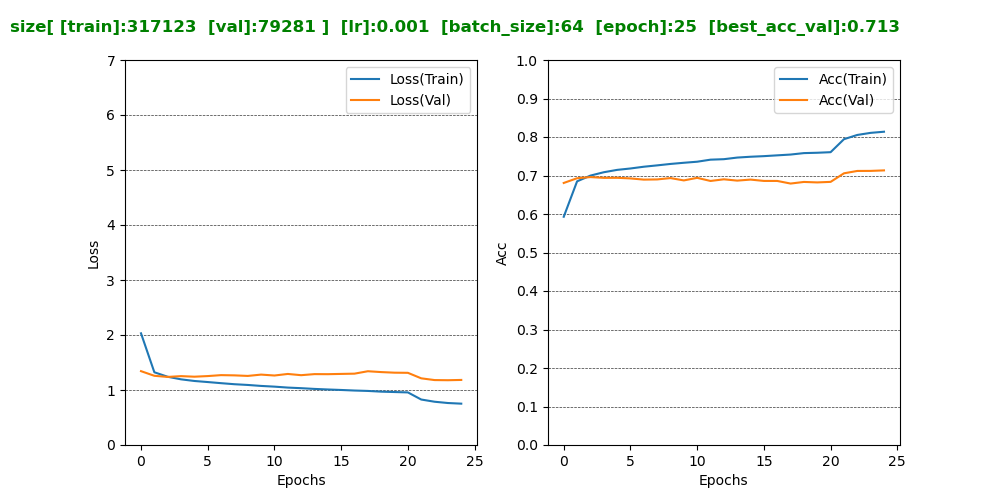 size[ [train]:317123  [val]:79281 ]  [lr]:0.001  [batch_size]:64  [epoch]:25  [best_acc_val]:0.713
7
6
5
4
3
2
1
0
Loss
Loss(Train)
Loss(Val)
0 5 10 15 20 25
Epochs
1.0
0.9
0.8
0.7
0.6
0.5
0.4
0.3
0.2
0.1
0.0
Acc
Acc(Train)
Acc(Val)
0 5 10 15 20 25
Epochs